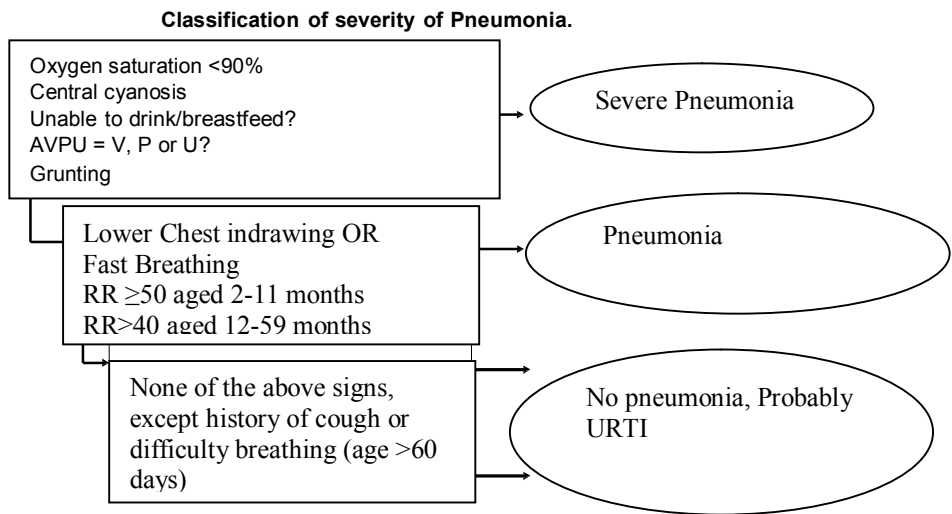 Classification of severity of Pneumonia.
Oxygen saturation <90%
Central cyanosis
Unable to drink/breastfeed?
AVPU = V, P or U?
Grunting
Severe Pneumonia
Lower Chest indrawing OR
Fast Breathing
RR ≥50 aged 2-11 months
RR>40 aged 12-59 months
Pneumonia
None of the above signs,
except history of cough or
difficulty breathing (age >60
days)
No pneumonia, Probably
URTI